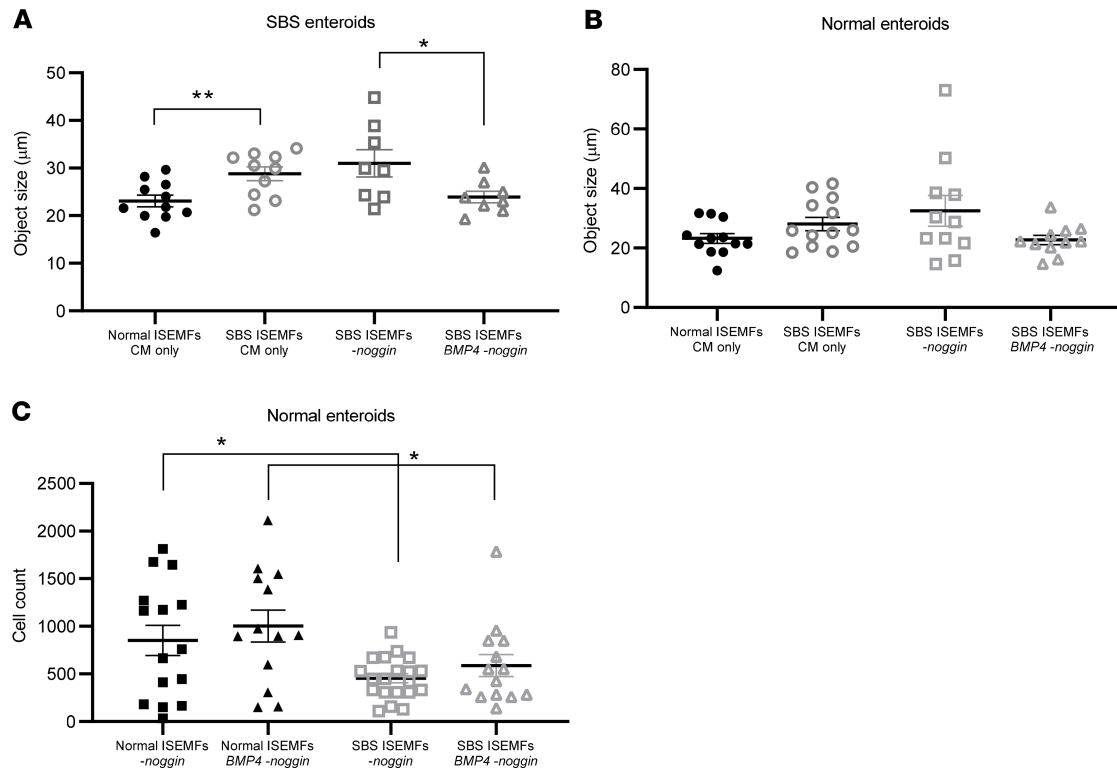 A
SBS enteroids
Object size (μm)
50
40
30
20
10
0
**
*
Normal ISEMFs
CM only
SBS ISEMFs
CM only
SBS ISEMFs
-noggin
SBS ISEMFs
BMP4 -noggin
B
Normal enteroids
Object size (μm)
80
60
40
20
0
Normal ISEMFs
CM only
SBS ISEMFs
CM only
SBS ISEMFs
-noggin
SBS ISEMFs
BMP4 -noggin
C
Normal enteroids
Cell count
2500
2000
1500
1000
500
0
*
*
Normal ISEMFs
-noggin
Normal ISEMFs
BMP4 -noggin
SBS ISEMFs
-noggin
SBS ISEMFs
BMP4 -noggin